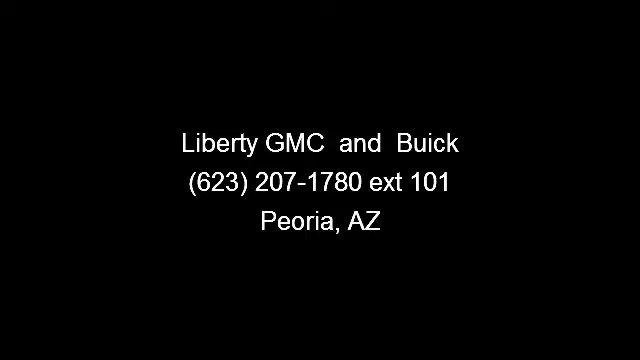 Liberty GMC  and  Buick
(623) 207-1780 ext 101
Peoria, AZ